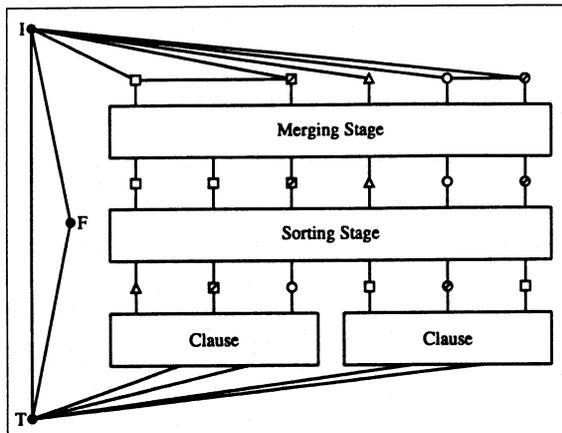 I
Merging Stage
F
Sorting Stage
Clause Clause
T